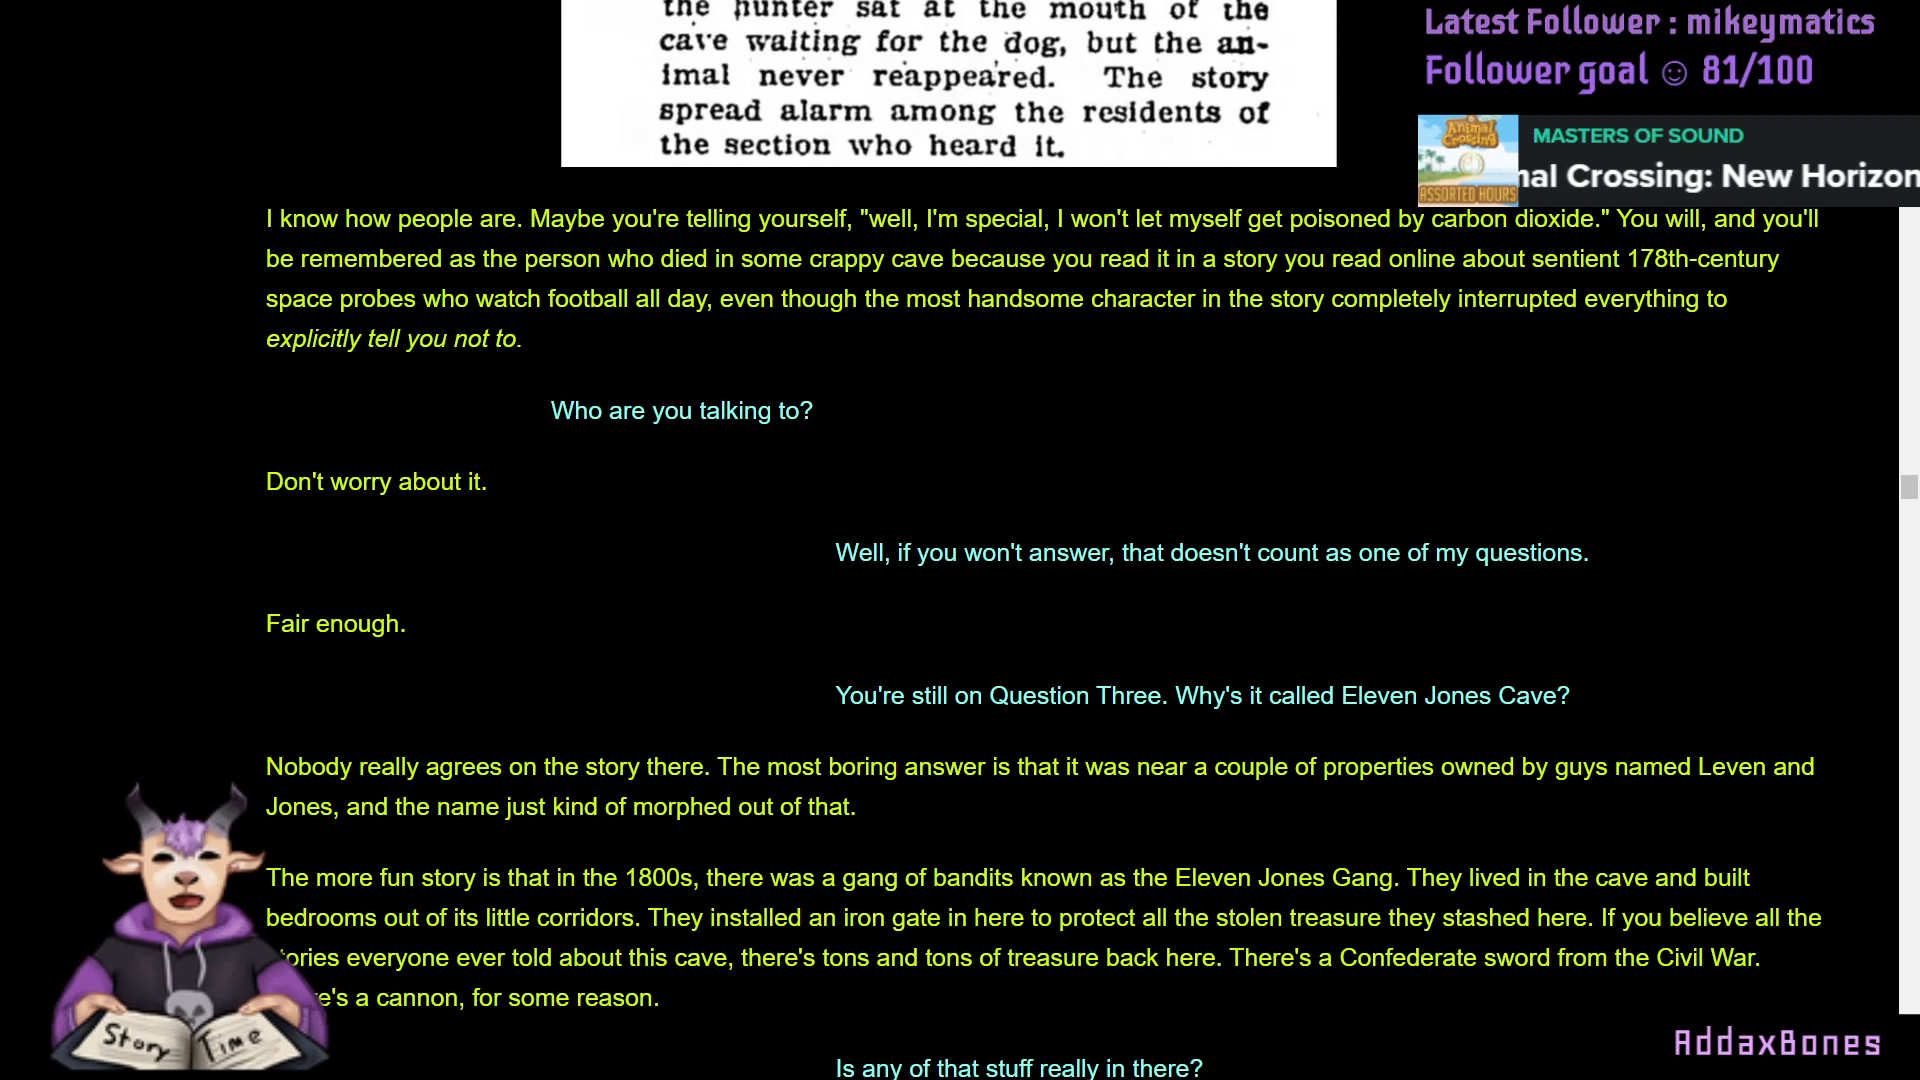 the hunter sat at the mouth of the
cave waiting for the dog, but the an-
imal never reappeared. The story
spread alarm among the residents of
the section who heard it.
Latest Follower : mikeymatics
Follower goal ☺ 81/100
MASTERS OF SOUND
nal Crossing: New Horizon
Animal
Crossing
ASSORTED HOURS
I know how people are. Maybe you're telling yourself, "well, I'm special, I won't let myself get poisoned by carbon dioxide." You will, and you'll
be remembered as the person who died in some crappy cave because you read it in a story you read online about sentient 178th-century
space probes who watch football all day, even though the most handsome character in the story completely interrupted everything to
explicitly tell you not to.
Who are you talking to?
Don't worry about it.
Well, if you won't answer, that doesn't count as one of my questions.
Fair enough.
You're still on Question Three. Why's it called Eleven Jones Cave?
Nobody really agrees on the story there. The most boring answer is that it was near a couple of properties owned by guys named Leven and
Jones, and the name just kind of morphed out of that.
The more fun story is that in the 1800s, there was a gang of bandits known as the Eleven Jones Gang. They lived in the cave and built
bedrooms out of its little corridors. They installed an iron gate in here to protect all the stolen treasure they stashed here. If you believe all the
tories everyone ever told about this cave, there's tons and tons of treasure back here. There's a Confederate sword from the Civil War.
e's a cannon, for some reason.
Is any of that stuff really in there?
Story Time
AddaxBones